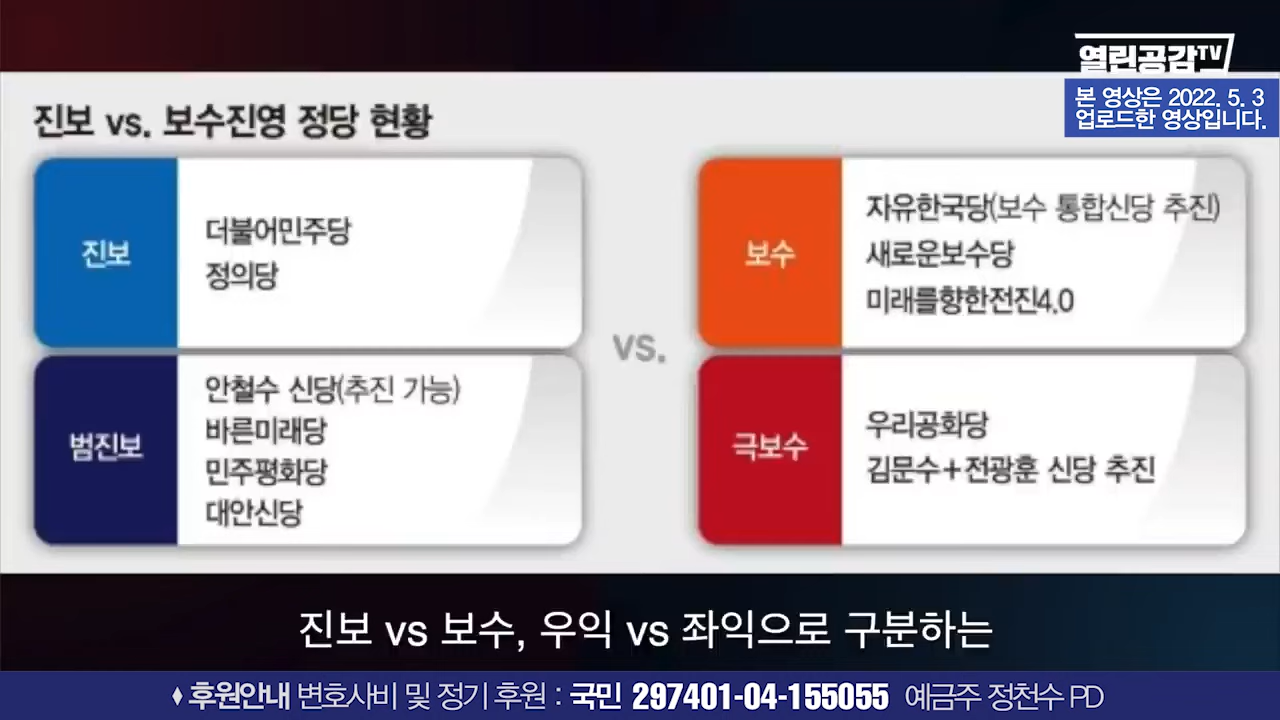 열린공감TV
본 영상은 2022. 5. 3
업로드한 영상입니다.
진보 vs. 보수진영 정당 현황
진보
더불어민주당
정의당
범진보
안철수 신당(추진 가능)
바른미래당
민주평화당
대안신당
vs.
보수
자유한국당(보수 통합신당 추진)
새로운보수당
미래를향한전진4.0
극보수
우리공화당
김문수+전광훈 신당 추진
진보 vs 보수, 우익 vs 좌익으로 구분하는
♦후원안내 변호사비 및 정기 후원 : 국민 297401-04-155055 예금주 정천수 PD